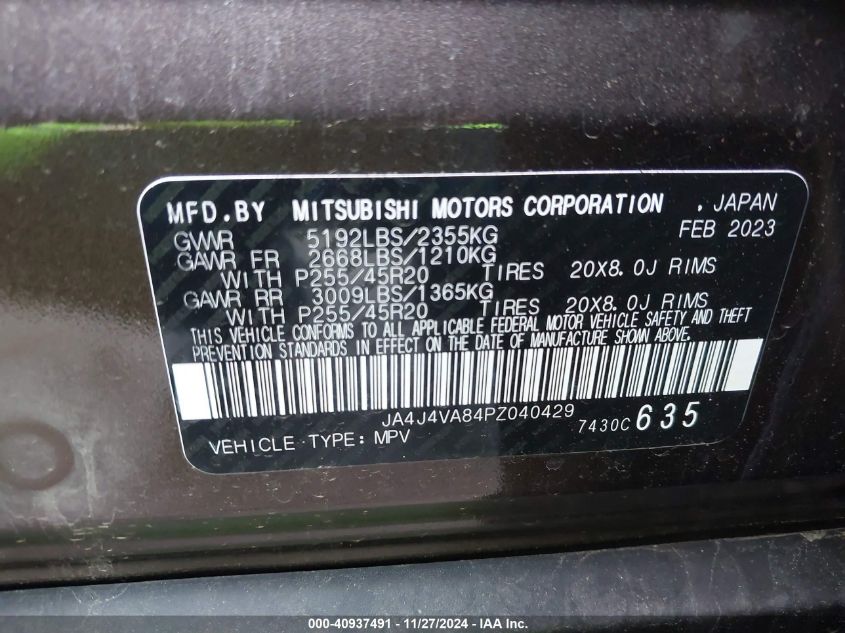 MFD.BY MITSUBISHI MOTORS CORPORATION . JAPAN
FEB 2023
GVWR 5192LBS/2355KG
GAWR FR 2668LBS/1210KG
WITH P255/45R20 TIRES 20X8.0J RIMS
GAWR RR 3009LBS/1365KG
WITH P255/45R20 TIRES 20X8.0J RIMS
THIS VEHICLE CONFORMS TO ALL APPLICABLE FEDERAL MOTOR VEHICLE SAFETY AND THEFT
PREVENTION STANDARDS IN EFFECT ON THE DATE OF MANUFACTURE SHOWN ABOVE.
JA4J4VA84PZ040429
7430C 635
VEHICLE TYPE: MPV
000-40937491 - 11/27/2024 - IAAI Inc.